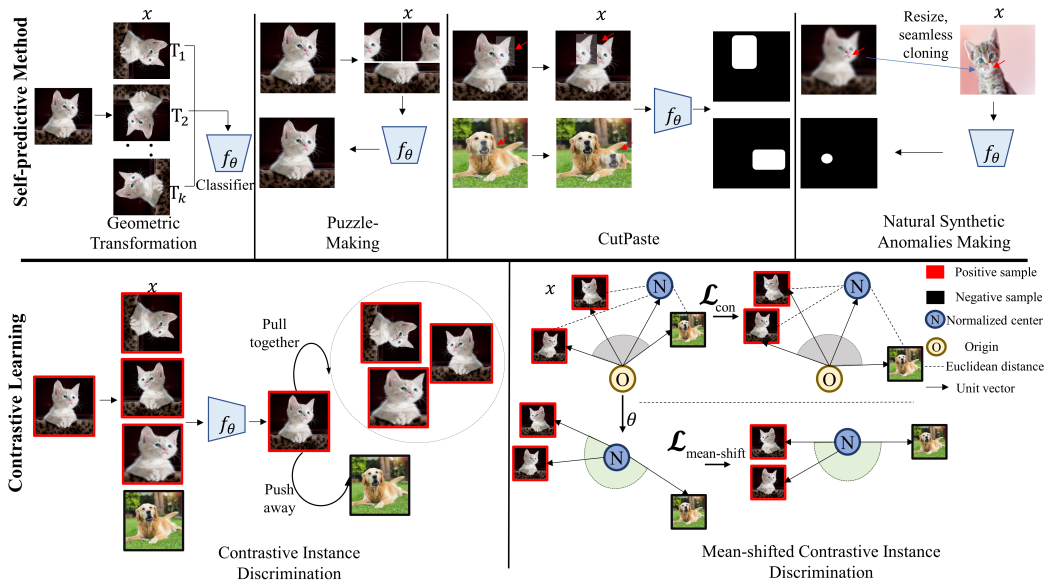 Self-predictive Method
x
T1
T2
Tk
fθ
Classifier
Geometric
Transformation
fθ
Puzzle-
Making
x
fθ
CutPaste
Resize,
seamless
cloning
x
fθ
Natural Synthetic
Anomalies Making
Contrastive Learning
x
fθ
Pull
together
Push
away
Contrastive Instance
Discrimination
x
N
O
ℒcon
N
O
θ
N
ℒmean-shift
N
Positive sample
Negative sample
N Normalized center
O Origin
Euclidean distance
Unit vector
Mean-shifted Contrastive Instance
Discrimination